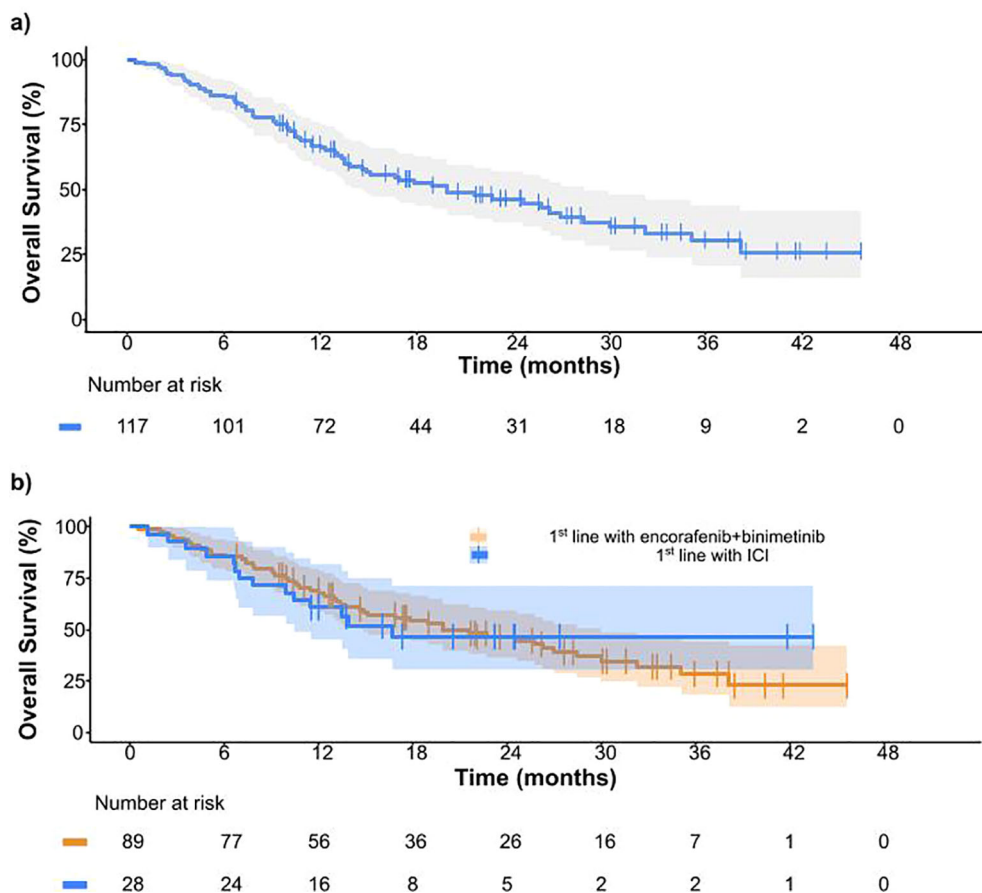 a)
Overall Survival (%)
100
75
50
25
0
0 6 12 18 24 30 36 42 48
Time (months)
Number at risk
117 101 72 44 31 18 9 2 0
b)
Overall Survival (%)
100
75
50
25
0
1st line with encorafenib+binimetinib
1st line with ICI
0 6 12 18 24 30 36 42 48
Time (months)
Number at risk
89 77 56 36 26 16 7 1 0
28 24 16 8 5 2 2 1 0